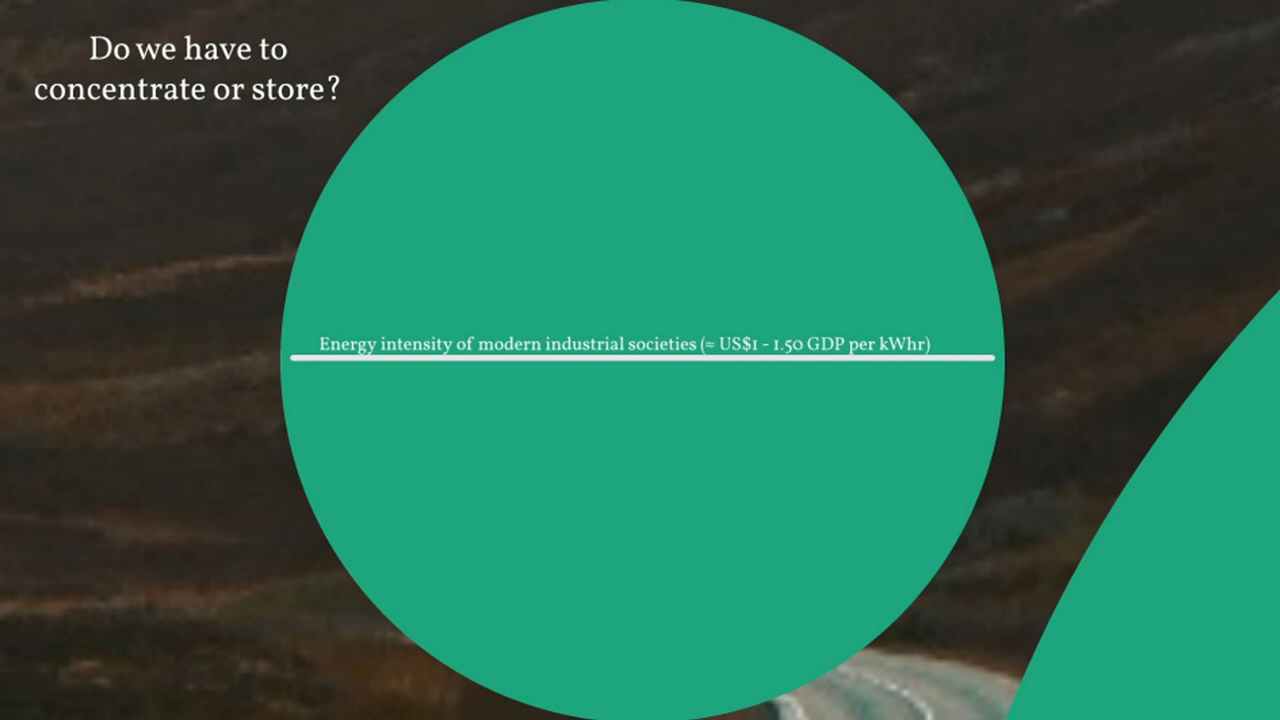 Do we have to
concentrate or store?
Energy intensity of modern industrial societies (≈ US$1 - 1.50 GDP per kWhr)